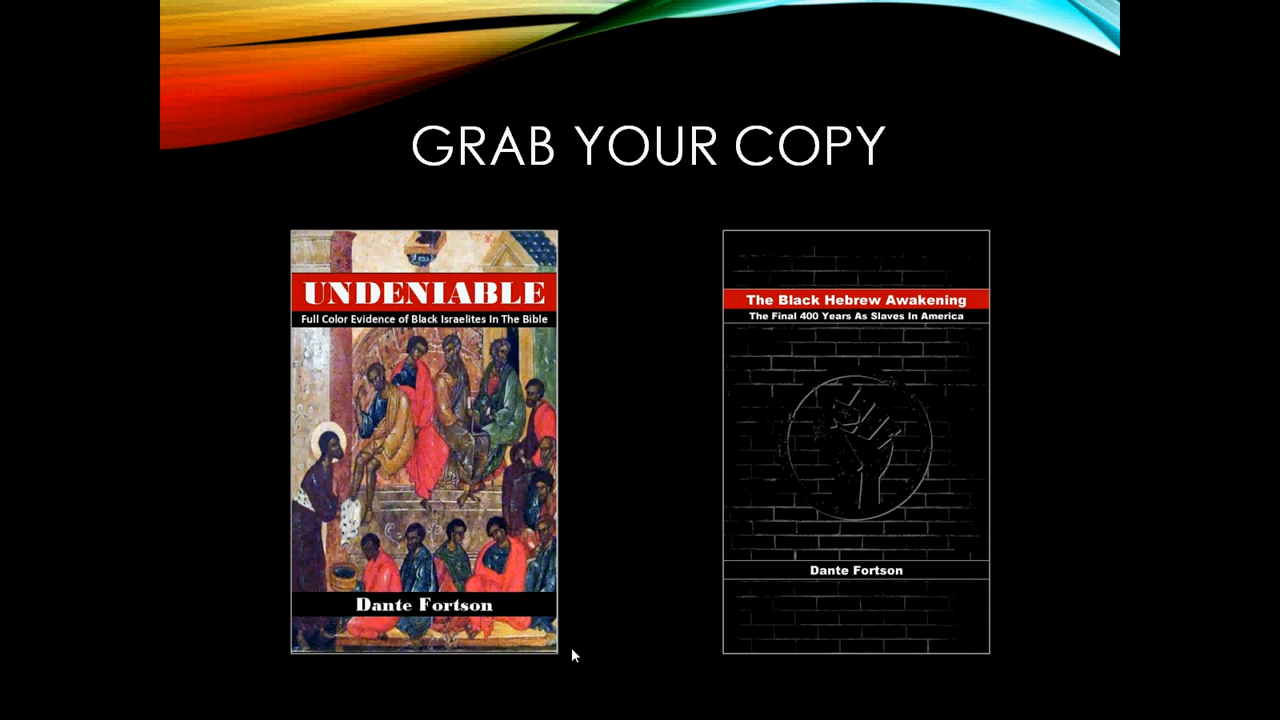 GRAB YOUR COPY
UNDENIABLE
Full Color Evidence of Black Israelites In The Bible
Dante Fortson
The Black Hebrew Awakening
The Final 400 Years As Slaves In America
Dante Fortson